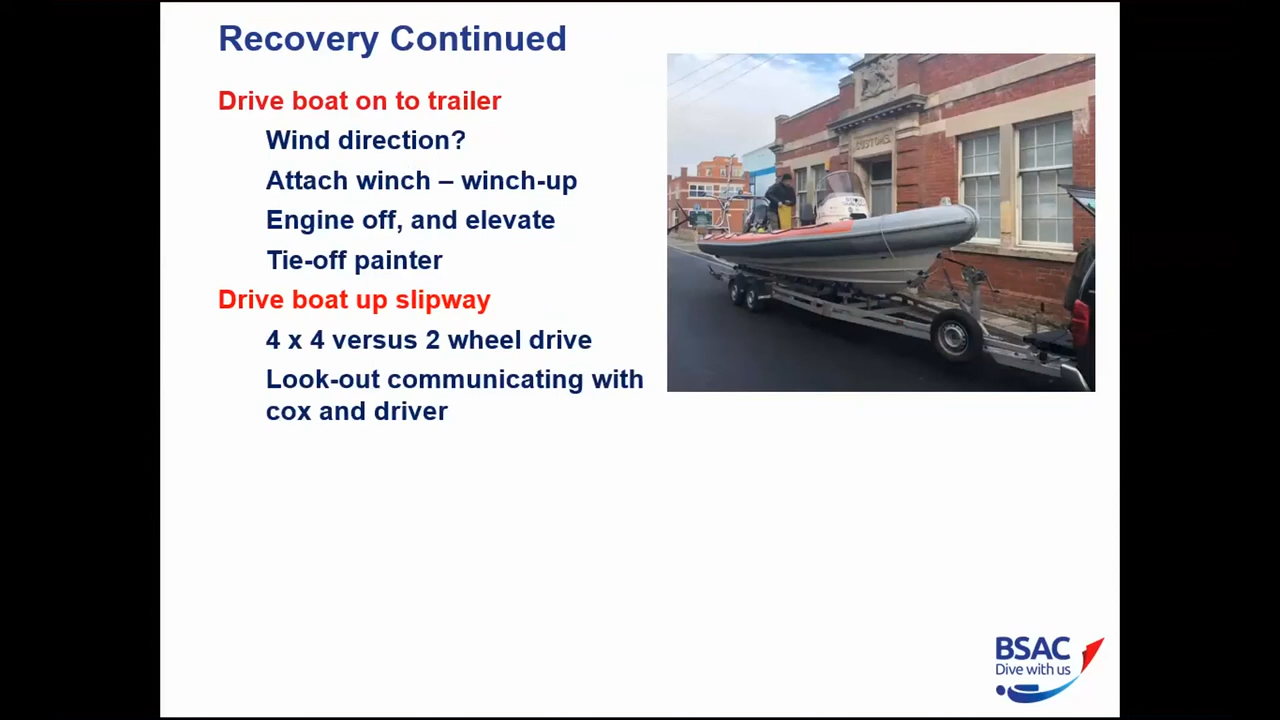 Recovery Continued
Drive boat on to trailer
Wind direction?
Attach winch – winch-up
Engine off, and elevate
Tie-off painter
Drive boat up slipway
4 x 4 versus 2 wheel drive
Look-out communicating with
cox and driver
CUSTOMS
BSAC
Dive with us